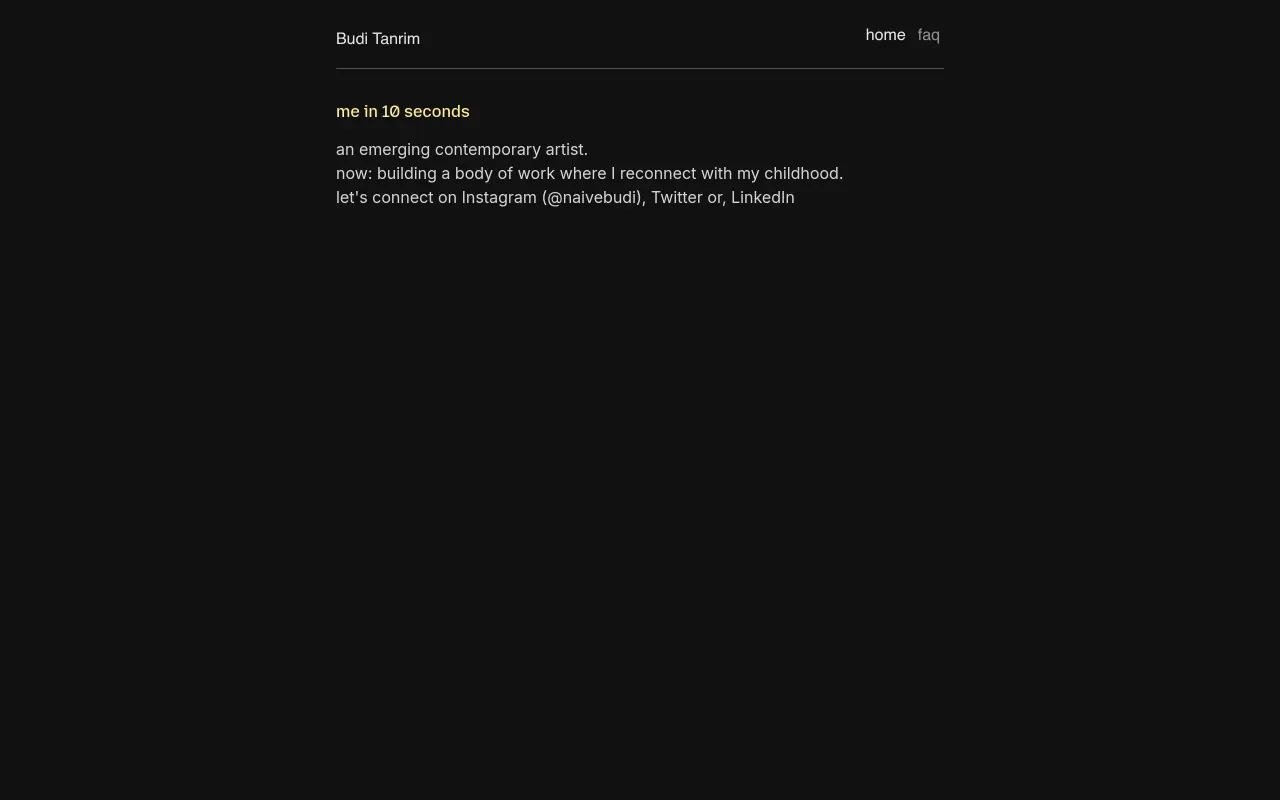 Budi Tanrim
home faq
me in 10 seconds
an emerging contemporary artist.
now: building a body of work where I reconnect with my childhood.
let's connect on Instagram (@naivebudi), Twitter or, LinkedIn